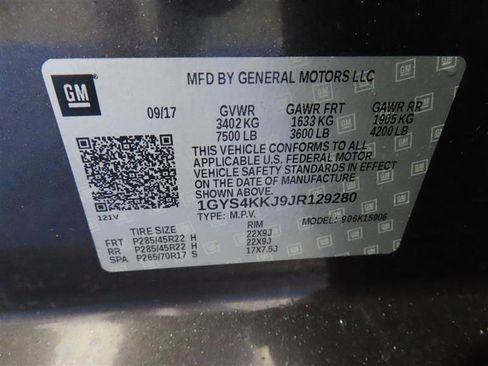 GM
MFD BY GENERAL MOTORS LLC
09/17 GVWR GAWR FRT GAWR RR
3402 KG 1633 KG 1905 KG
7500 LB 3600 LB 4200 LB
THIS VEHICLE CONFORMS TO ALL
APPLICABLE U.S. FEDERAL MOTOR
VEHICLE SAFETY STANDARDS IN EFFECT
ON THE DATE OF MANUFACTURE
SHOWN ABOVE.
1GYS4KKJ9JR129280
121V TYPE: M.P.V. MODEL: 906K15906
TIRE SIZE RIM
FRT P285/45R22 H 22X9J
RR P285/45R22 H 22X9J
SPA P265/70R17 S 17X7.5J